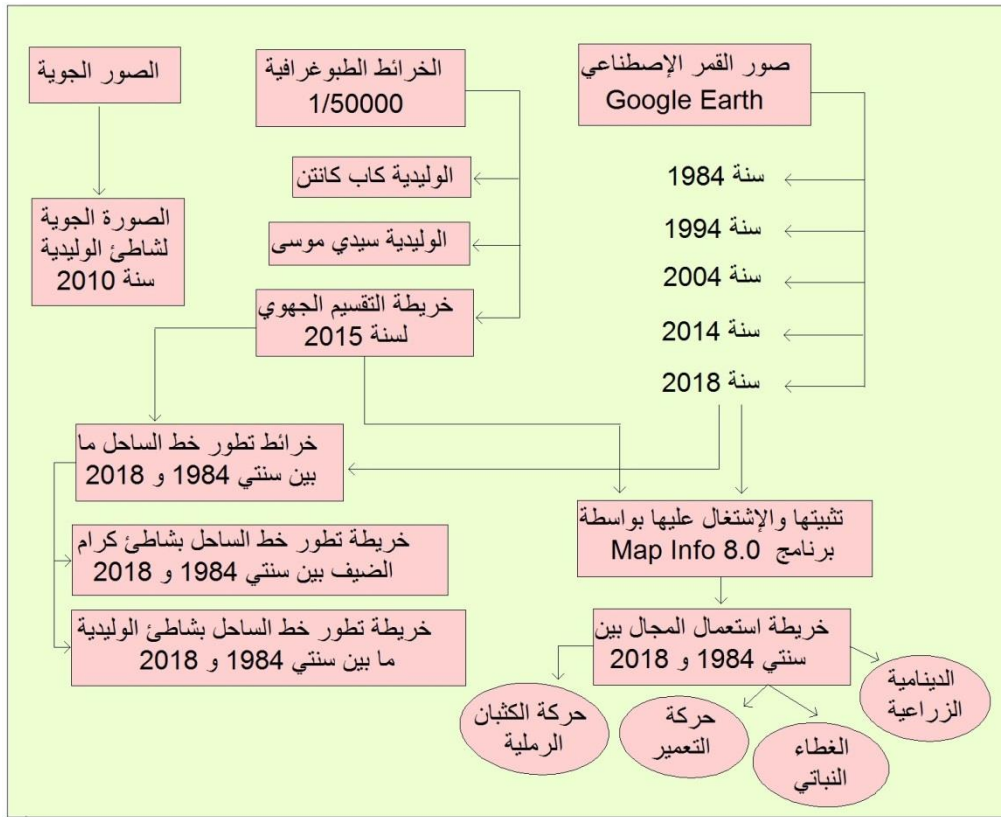 صور القمر الإصطناعي
Google Earth
سنة 1984
سنة 1994
سنة 2004
سنة 2014
سنة 2018
الخرائط الطبوغرافية
1/50000
الوليدية كاب كانتن
الوليدية سيدي موسى
خريطة التقسيم الجهوي
لسنة 2015
الصور الجوية
الصورة الجوية
لشاطئ الوليدية
سنة 2010
خرائط تطور خط الساحل ما
بين سنتي 1984 و 2018
خريطة تطور خط الساحل بشاطئ كرام
الضيف بين سنتي 1984 و 2018
خريطة تطور خط الساحل بشاطئ الوليدية
ما بين سنتي 1984 و 2018
تثبيتها والإشتغال عليها بواسطة
برنامج Map Info 8.0
خريطة استعمال المجال بين
سنتي 1984 و 2018
الدينامية
الزراعية
الغطاء
النباتي
حركة
التعمير
حركة الكثبان
الرملية